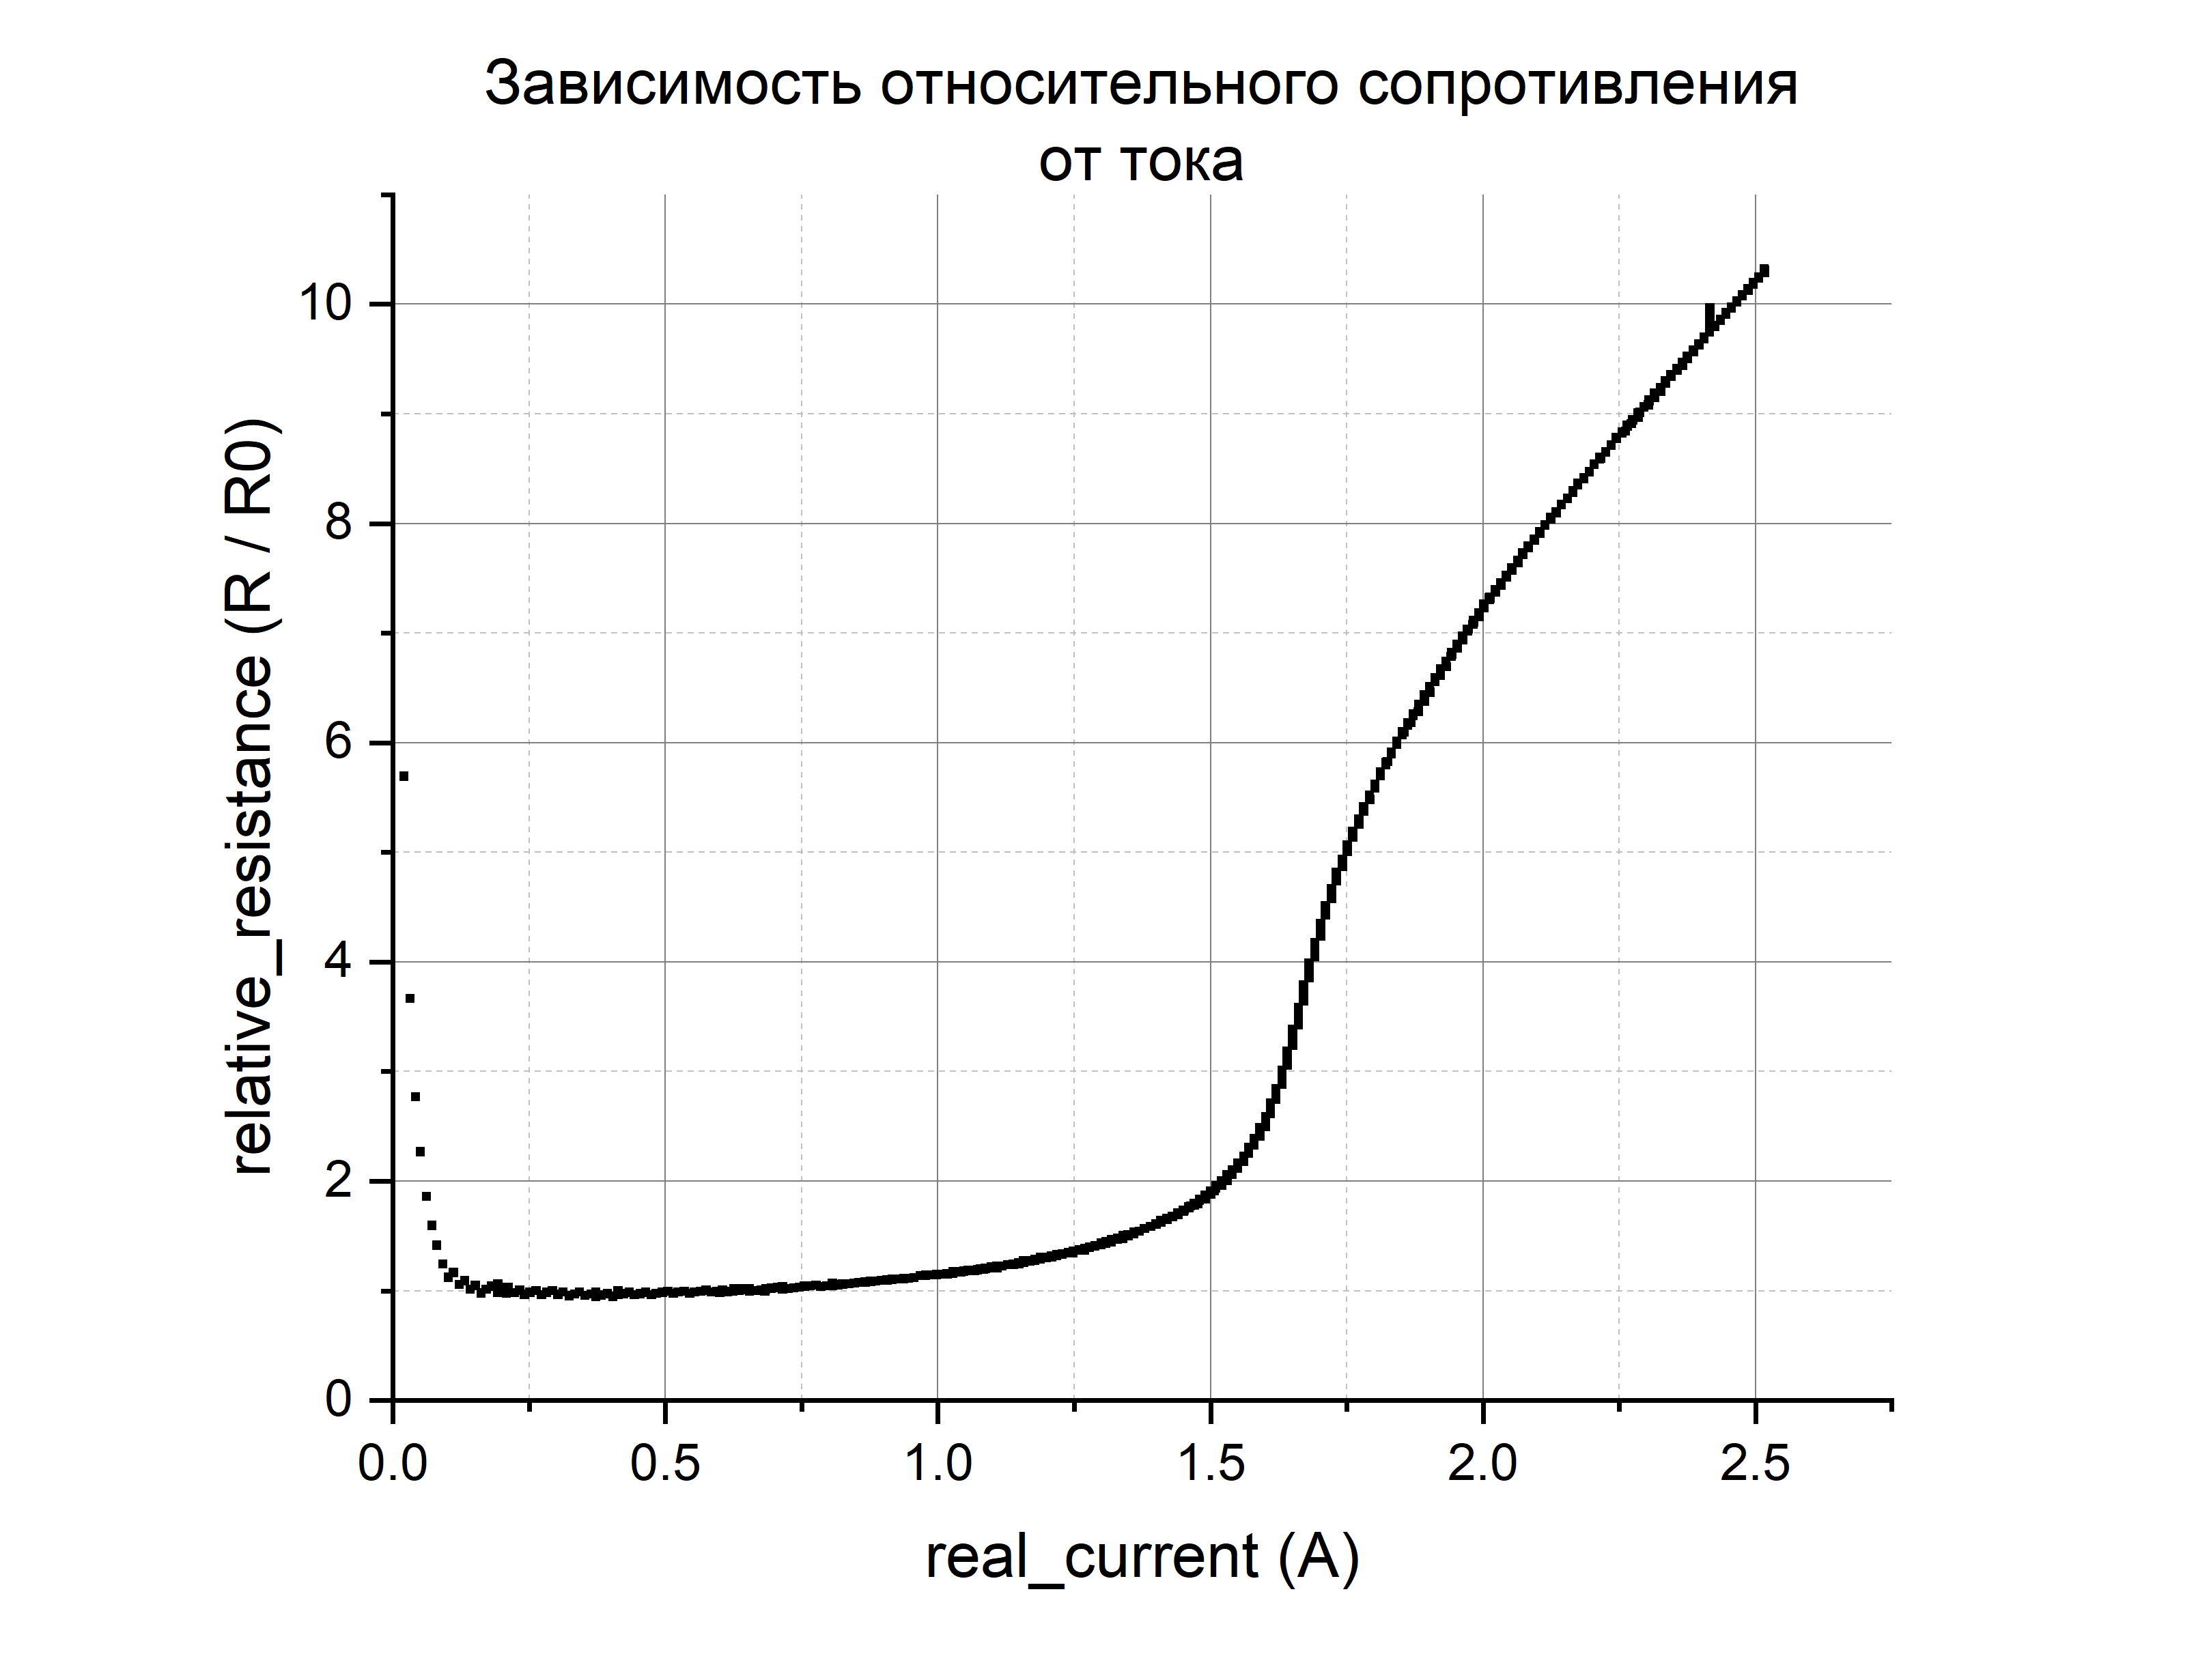 Зависимость относительного сопротивления
от тока
relative_resistance (R / R0)
10
8
6
4
2
0
0.0 0.5 1.0 1.5 2.0 2.5
real_current (A)